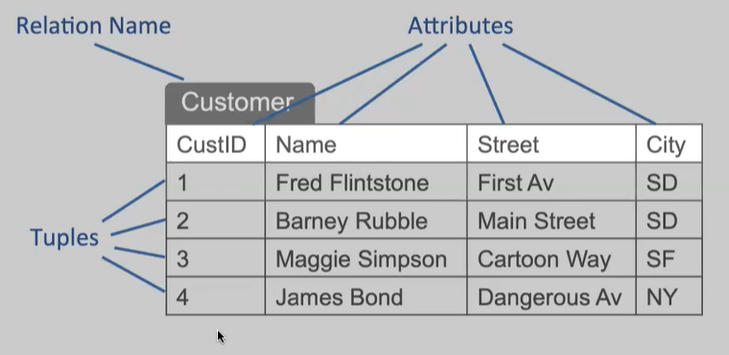 Relation Name
Attributes
Customer
CustID Name Street City
1 Fred Flintstone First Av SD
2 Barney Rubble Main Street SD
Tuples
3 Maggie Simpson Cartoon Way SF
4 James Bond Dangerous Av NY